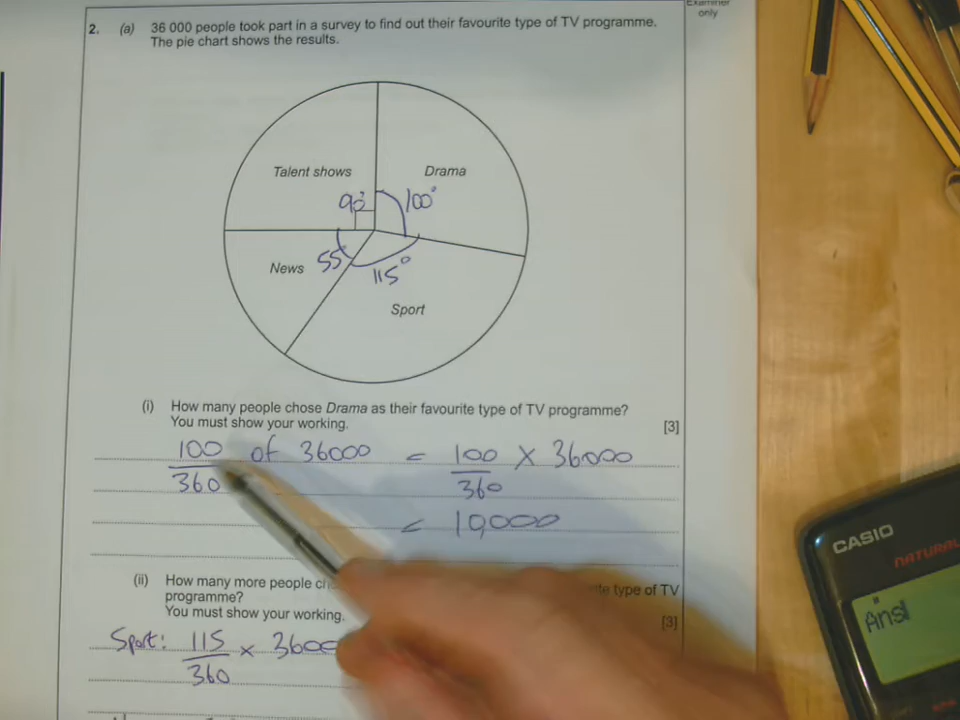 Examiner
only
2. (a) 36 000 people took part in a survey to find out their favourite type of TV programme.
The pie chart shows the results.
Talent shows
Drama
90°
100°
News
55°
115°
Sport
(i) How many people chose Drama as their favourite type of TV programme?
You must show your working.
[3]
100/360 of 36000 = 100/360 × 36000
= 10,000
(ii) How many more people
type of TV
programme?
You must show your working.
[3]
Sport: 115/360 × 3600
CASIO
NATURAL
Ans